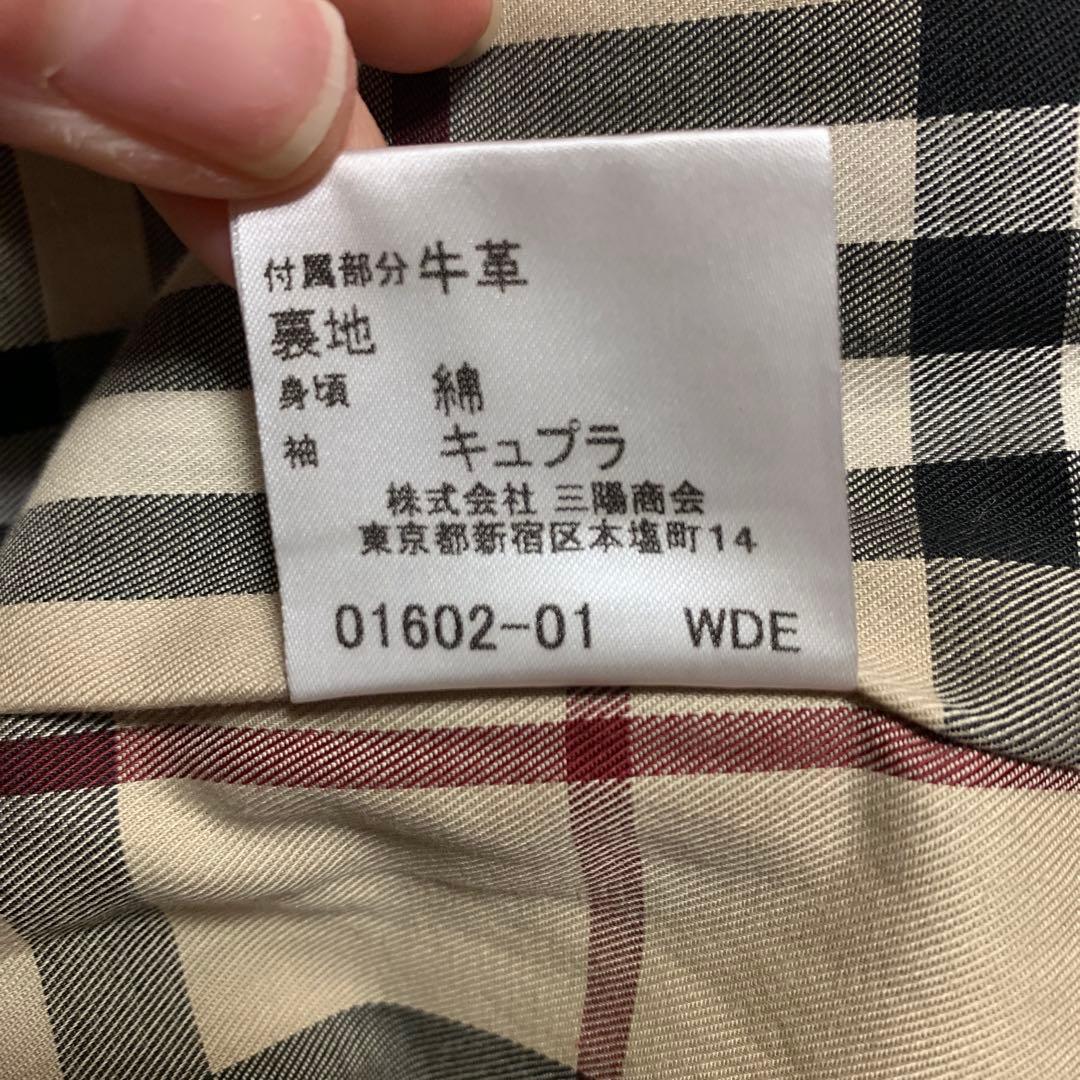 付属部分 牛革
裏地
身頃 綿
袖 キュプラ
株式会社 三陽商会
東京都新宿区本塩町14
01602-01 WDE